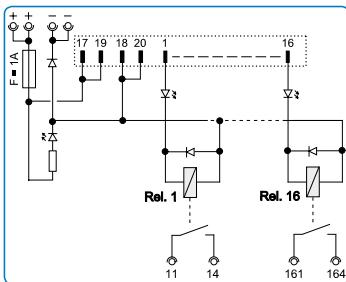 + + − −
17 19 18 20 1 16
F = 1A
Rel. 1 Rel. 16
11 14 161 164